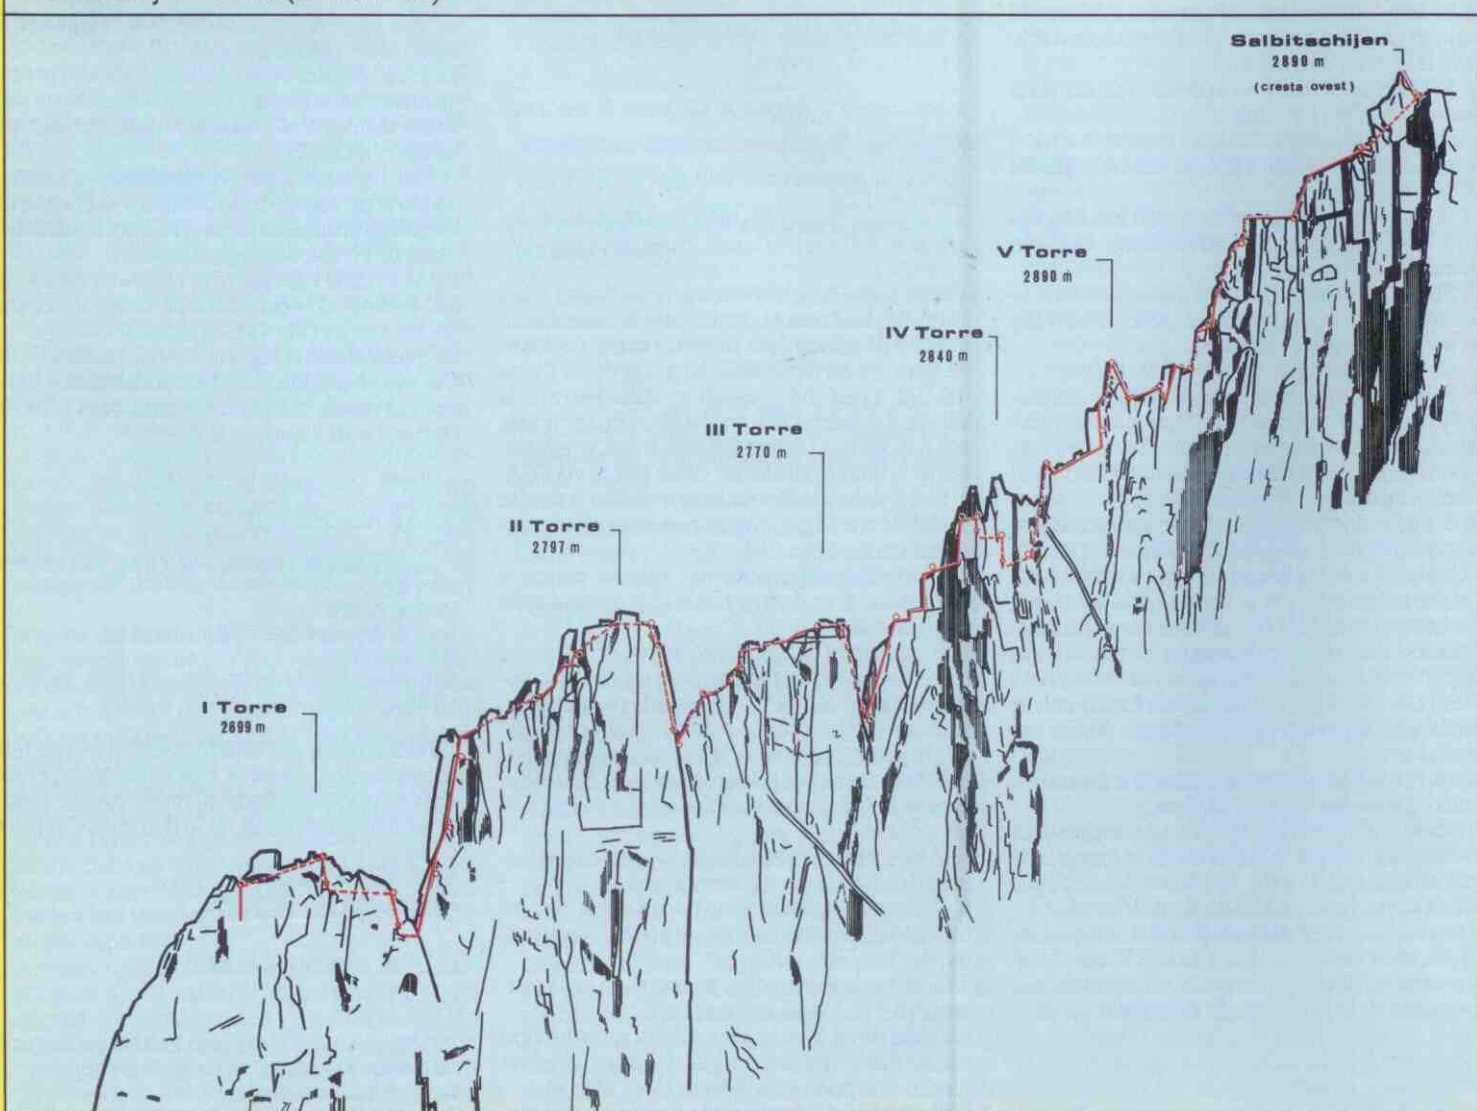 Salbitschijen
2890 m
(cresta ovest)
V Torre
2890 m
IV Torre
2840 m
III Torre
2770 m
II Torre
2797 m
I Torre
2699 m